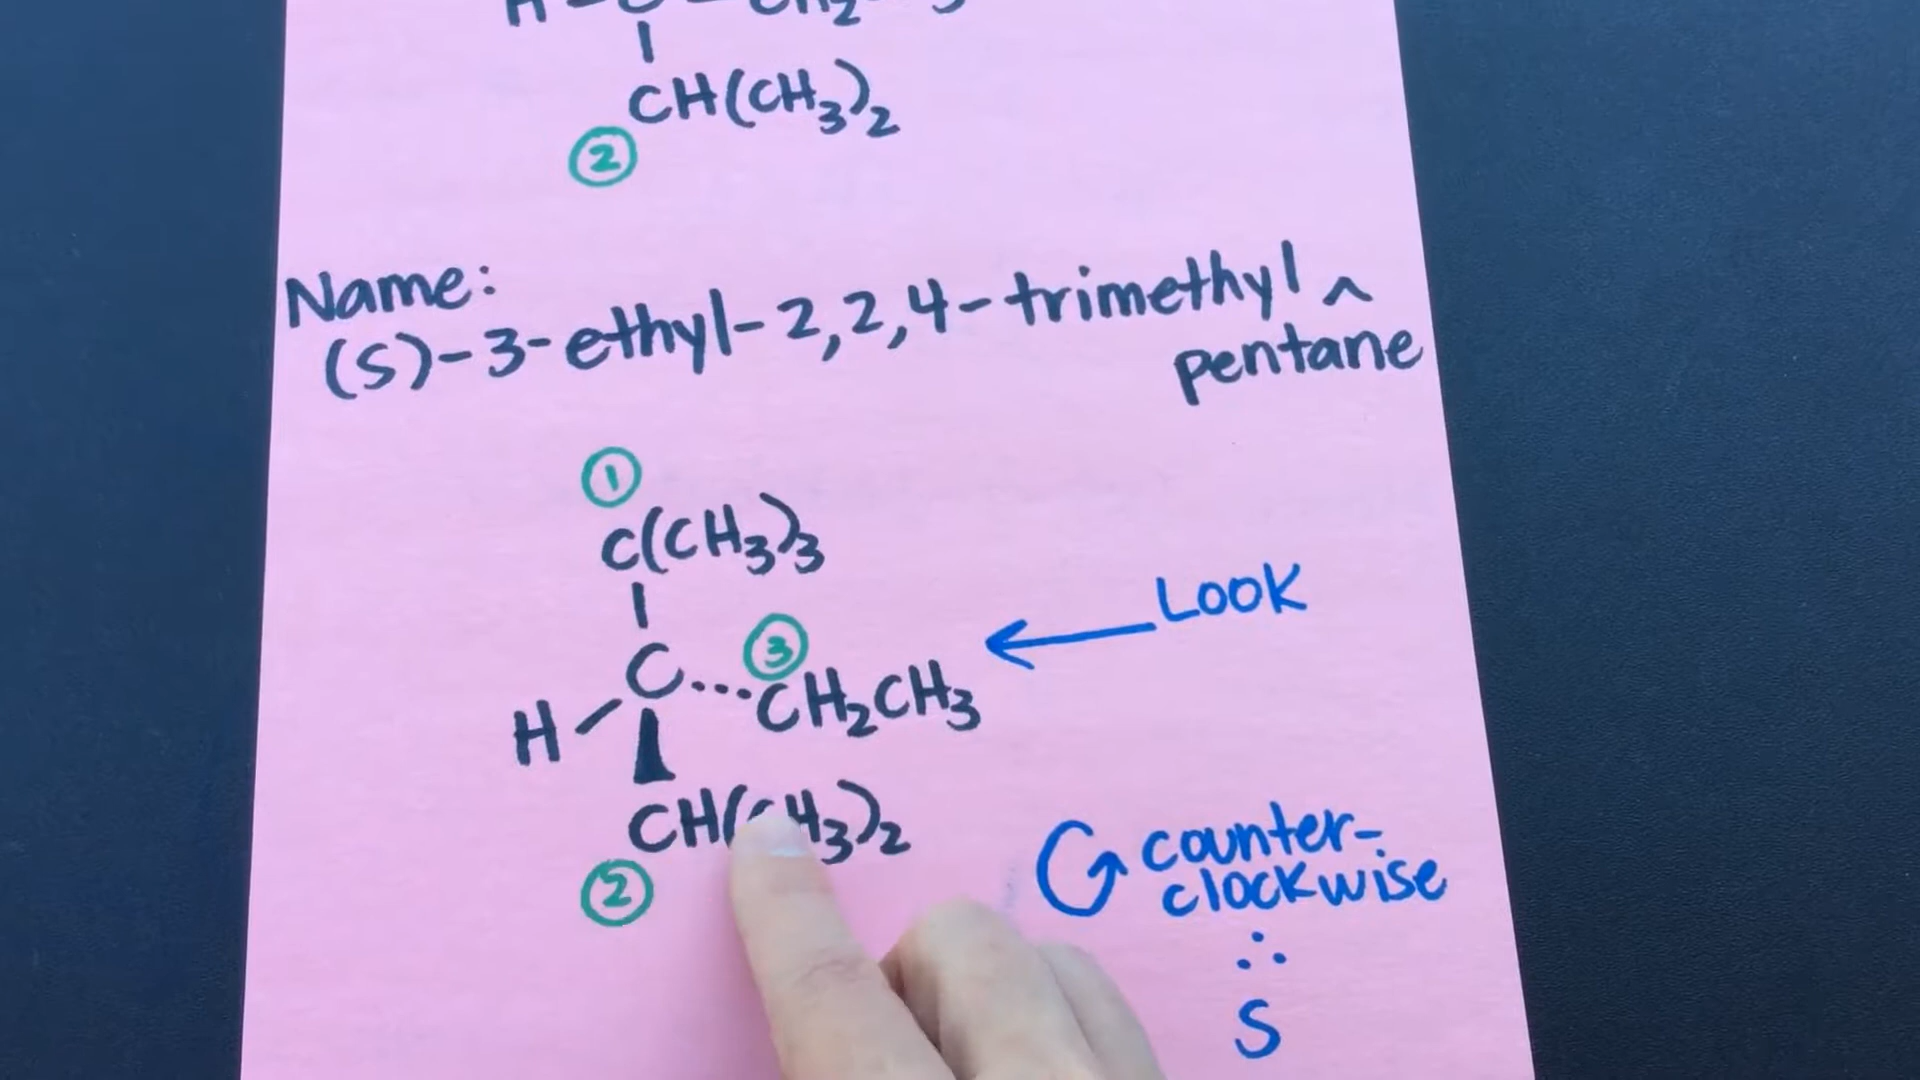 CH(CH3)2
2
Name:
(S)-3-ethyl-2,2,4-trimethyl^
pentane
1
C(CH3)3
LOOK
3
H C...CH2CH3
CH(CH3)2
2
counter-
clockwise
∴
S